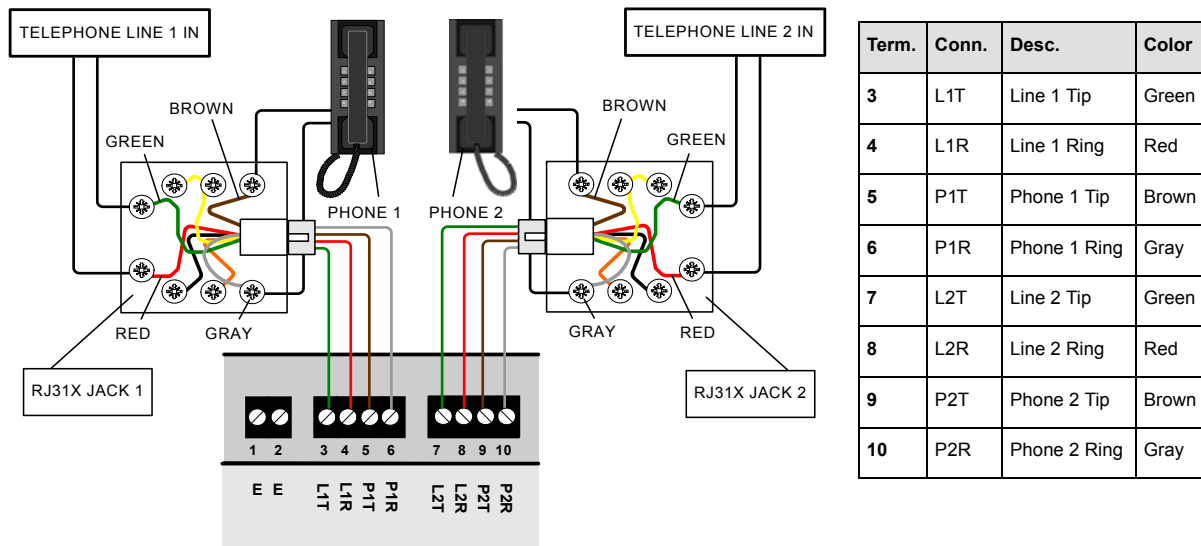 TELEPHONE LINE 1 IN
TELEPHONE LINE 2 IN
BROWN
GREEN
BROWN
GREEN
PHONE 1
PHONE 2
RED
GRAY
GRAY
RED
RJ31X JACK 1
RJ31X JACK 2
1 2 3 4 5 6 7 8 9 10
E E L1T L1R P1T P1R L2T L2R P2T P2R
Term. Conn. Desc. Color
3 L1T Line 1 Tip Green
4 L1R Line 1 Ring Red
5 P1T Phone 1 Tip Brown
6 P1R Phone 1 Ring Gray
7 L2T Line 2 Tip Green
8 L2R Line 2 Ring Red
9 P2T Phone 2 Tip Brown
10 P2R Phone 2 Ring Gray